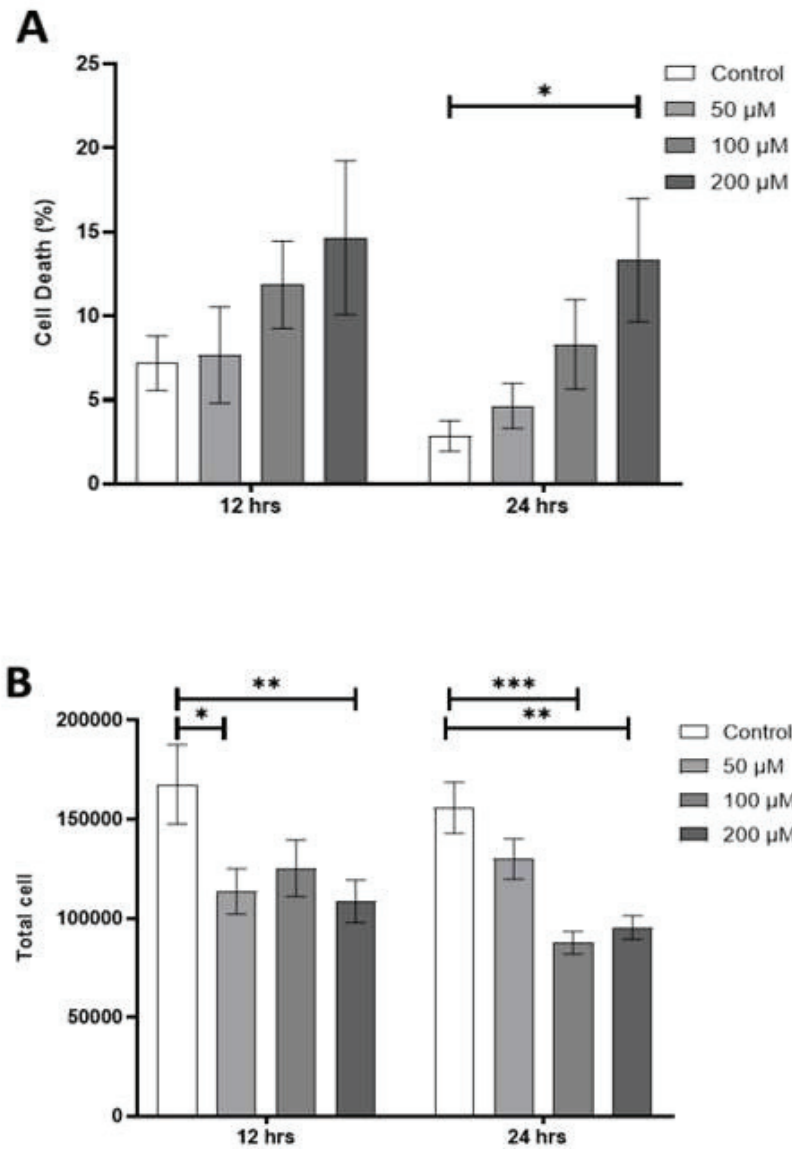 A
25
20
15
10
5
0
Cell Death (%)
*
Control
50 µM
100 µM
200 µM
12 hrs
24 hrs
B
200000
150000
100000
50000
0
Total cell
**
*
***
**
Control
50 µM
100 µM
200 µM
12 hrs
24 hrs